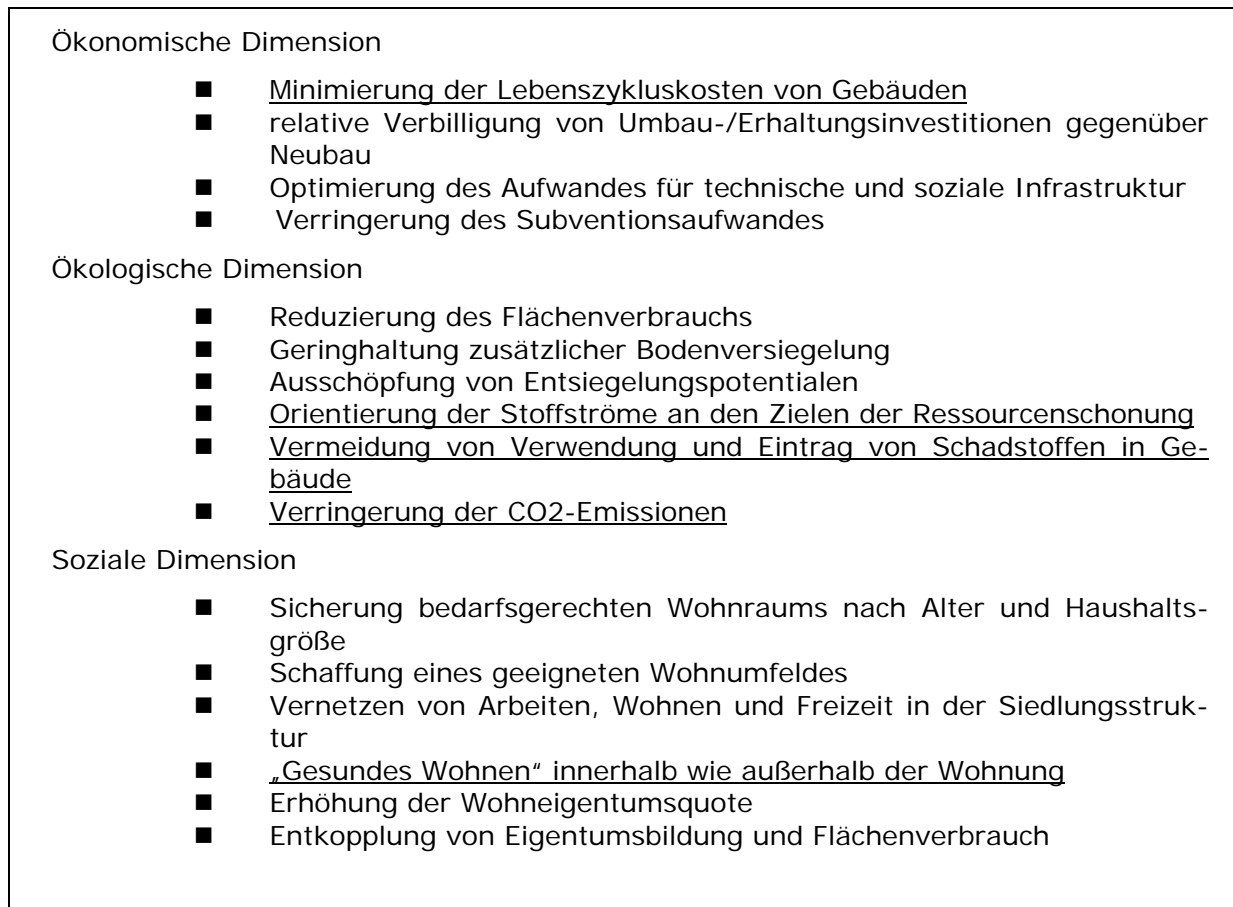 Ökonomische Dimension
■ Minimierung der Lebenszykluskosten von Gebäuden
■ relative Verbilligung von Umbau-/Erhaltungsinvestitionen gegenüber
Neubau
■ Optimierung des Aufwandes für technische und soziale Infrastruktur
■ Verringerung des Subventionsaufwandes
Ökologische Dimension
■ Reduzierung des Flächenverbrauchs
■ Geringhaltung zusätzlicher Bodenversiegelung
■ Ausschöpfung von Entsiegelungspotentialen
■ Orientierung der Stoffströme an den Zielen der Ressourcenschonung
■ Vermeidung von Verwendung und Eintrag von Schadstoffen in Ge-
bäude
■ Verringerung der CO2-Emissionen
Soziale Dimension
■ Sicherung bedarfsgerechten Wohnraums nach Alter und Haushalts-
größe
■ Schaffung eines geeigneten Wohnumfeldes
■ Vernetzen von Arbeiten, Wohnen und Freizeit in der Siedlungsstruk-
tur
■ „Gesundes Wohnen“ innerhalb wie außerhalb der Wohnung
■ Erhöhung der Wohneigentumsquote
■ Entkopplung von Eigentumsbildung und Flächenverbrauch